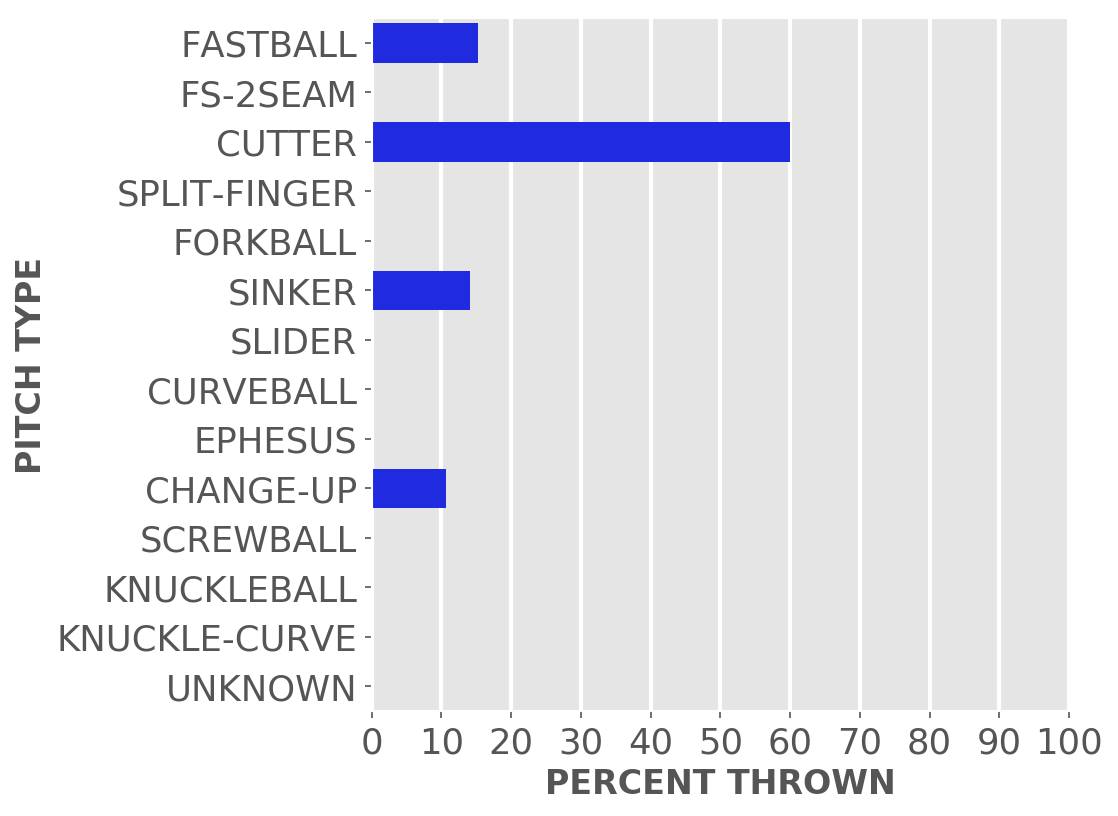 FASTBALL
FS-2SEAM
CUTTER
SPLIT-FINGER
FORKBALL
SINKER
SLIDER
CURVEBALL
EPHESUS
CHANGE-UP
SCREWBALL
KNUCKLEBALL
KNUCKLE-CURVE
UNKNOWN
PITCH TYPE
0 10 20 30 40 50 60 70 80 90 100
PERCENT THROWN